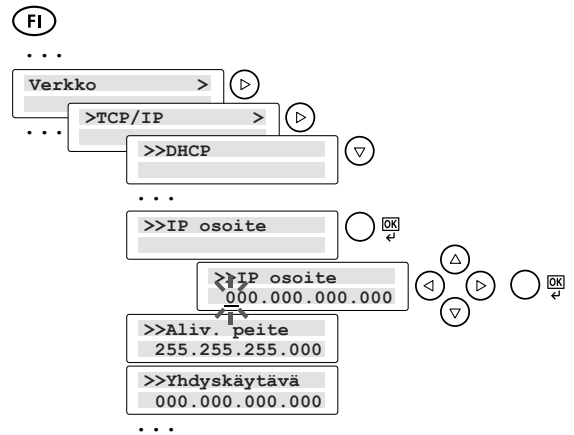 FI
...
Verkko >
>TCP/IP >
...
>>DHCP
...
>>IP osoite
OK
>>IP osoite
000.000.000.000
OK
>>Aliv. peite
255.255.255.000
>>Yhdyskäytävä
000.000.000.000
...